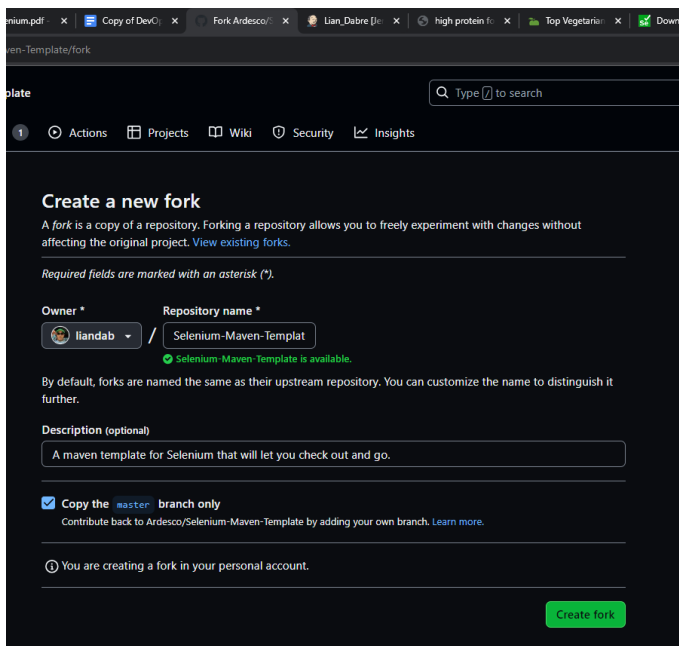 enium.pdf
Copy of DevO
Fork Ardesco/S
Lian_Dabre [Je
high protein fo
Top Vegetarian
Down
ven-Template/fork
plate
Type / to search
1
Actions
Projects
Wiki
Security
Insights
Create a new fork
A fork is a copy of a repository. Forking a repository allows you to freely experiment with changes without
affecting the original project. View existing forks.
Required fields are marked with an asterisk (*).
Owner *
Repository name *
liandab
/
Selenium-Maven-Templat
Selenium-Maven-Template is available.
By default, forks are named the same as their upstream repository. You can customize the name to distinguish it
further.
Description (optional)
A maven template for Selenium that will let you check out and go.
Copy the master branch only
Contribute back to Ardesco/Selenium-Maven-Template by adding your own branch. Learn more.
You are creating a fork in your personal account.
Create fork